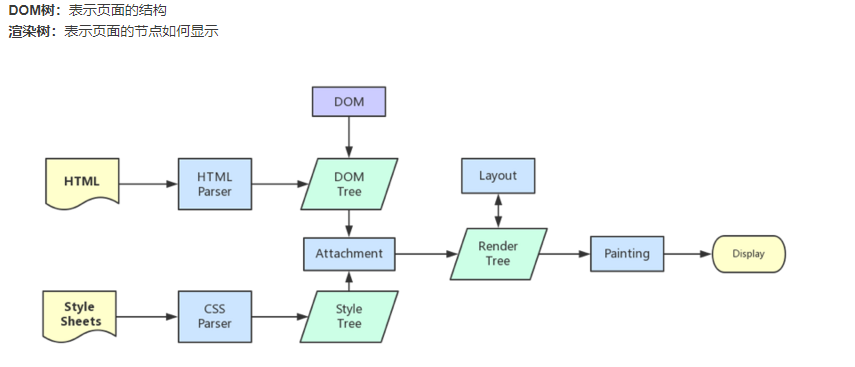 DOM树：表示页面的结构
渲染树：表示页面的节点如何显示
DOM
HTML
HTML
Parser
DOM
Tree
Layout
Attachment
Render
Tree
Painting
Display
Style
Sheets
CSS
Parser
Style
Tree